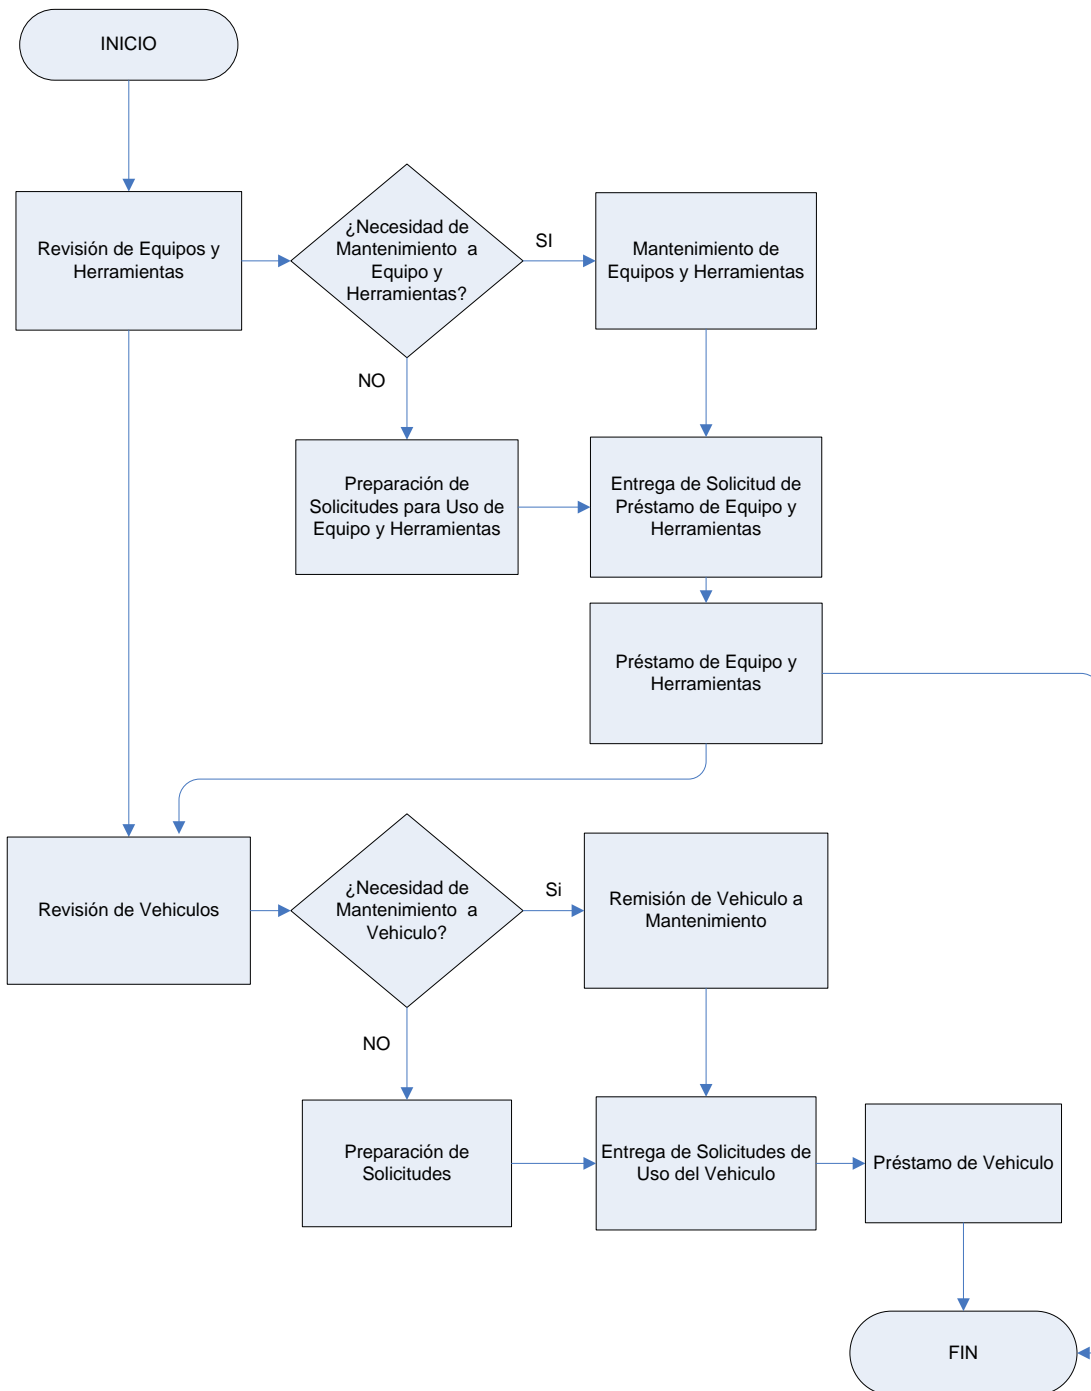 INICIO
Revisión de Equipos y
Herramientas
¿Necesidad de
Mantenimiento a
Equipo y
Herramientas?
SI
Mantenimiento de
Equipos y Herramientas
NO
Preparación de
Solicitudes para Uso de
Equipo y Herramientas
Entrega de Solicitud de
Préstamo de Equipo y
Herramientas
Préstamo de Equipo y
Herramientas
Revisión de Vehiculos
¿Necesidad de
Mantenimiento a
Vehiculo?
Si
Remisión de Vehiculo a
Mantenimiento
NO
Preparación de
Solicitudes
Entrega de Solicitudes de
Uso del Vehiculo
Préstamo de Vehiculo
FIN